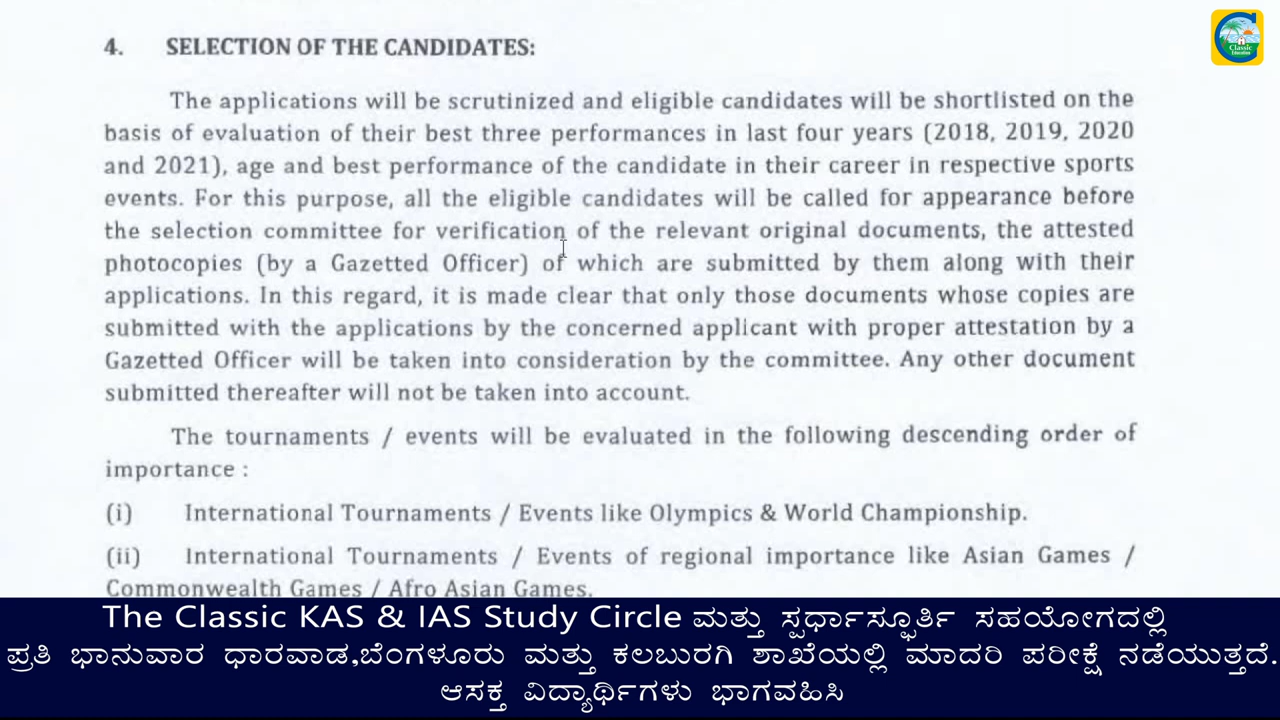 Classic
Education
4. SELECTION OF THE CANDIDATES:
The applications will be scrutinized and eligible candidates will be shortlisted on the
basis of evaluation of their best three performances in last four years (2018, 2019, 2020
and 2021), age and best performance of the candidate in their career in respective sports
events. For this purpose, all the eligible candidates will be called for appearance before
the selection committee for verification of the relevant original documents, the attested
photocopies (by a Gazetted Officer) of which are submitted by them along with their
applications. In this regard, it is made clear that only those documents whose copies are
submitted with the applications by the concerned applicant with proper attestation by a
Gazetted Officer will be taken into consideration by the committee. Any other document
submitted thereafter will not be taken into account.
The tournaments / events will be evaluated in the following descending order of
importance :
(i) International Tournaments / Events like Olympics & World Championship.
(ii) International Tournaments / Events of regional importance like Asian Games /
Commonwealth Games / Afro Asian Games.
The Classic KAS & IAS Study Circle ಮತ್ತು ಸ್ಪರ್ಧಾಸ್ಫೂರ್ತಿ ಸಹಯೋಗದಲ್ಲಿ
ಪ್ರತಿ ಭಾನುವಾರ ಧಾರವಾಡ,ಬೆಂಗಳೂರು ಮತ್ತು ಕಲಬುರಗಿ ಶಾಖೆಯಲ್ಲಿ ಮಾದರಿ ಪರೀಕ್ಷೆ ನಡೆಯುತ್ತದೆ.
ಆಸಕ್ತ ವಿದ್ಯಾರ್ಥಿಗಳು ಭಾಗವಹಿಸಿ